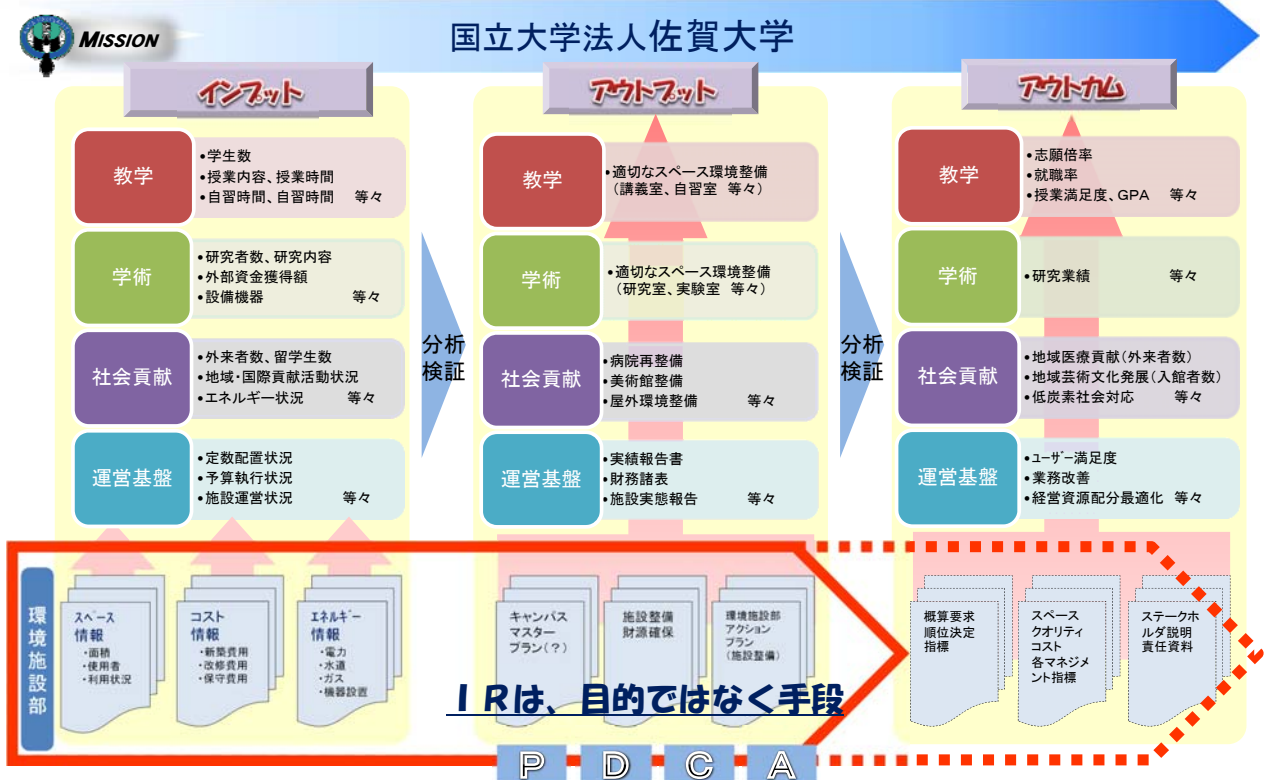 MISSION
国立大学法人佐賀大学
インプット
教学
•学生数
•授業内容、授業時間
•自習時間、自習時間　等々
学術
•研究者数、研究内容
•外部資金獲得額
•設備機器　等々
社会貢献
•外来者数、留学生数
•地域・国際貢献活動状況
•エネルギー状況　等々
運営基盤
•定数配置状況
•予算執行状況
•施設運営状況　等々
分析
検証
アウトプット
教学
•適切なスペース環境整備
(講義室、自習室　等々)
学術
•適切なスペース環境整備
(研究室、実験室　等々)
社会貢献
•病院再整備
•美術館整備
•屋外環境整備　等々
運営基盤
•実績報告書
•財務諸表
•施設実態報告　等々
分析
検証
アウトカム
教学
•志願倍率
•就職率
•授業満足度、GPA　等々
学術
•研究業績　等々
社会貢献
•地域医療貢献(外来者数)
•地域芸術文化発展(入館者数)
•低炭素社会対応　等々
運営基盤
•ユーザー満足度
•業務改善
•経営資源配分最適化　等々
環境施設部
スペース
情報
・面積
・使用者
・利用状況
コスト
情報
・新築費用
・改修費用
・保守費用
エネルギー
情報
・電力
・水道
・ガス
・機器設置
キャンパス
マスター
プラン(?)
施設整備
財源確保
環境施設部
アクション
プラン
(施設整備)
概算要求
順位決定
指標
スペース
クオリティ
コスト
各マネジメ
ント指標
ステークホ
ルダ説明
責任資料
IRは、目的ではなく手段
P D C A